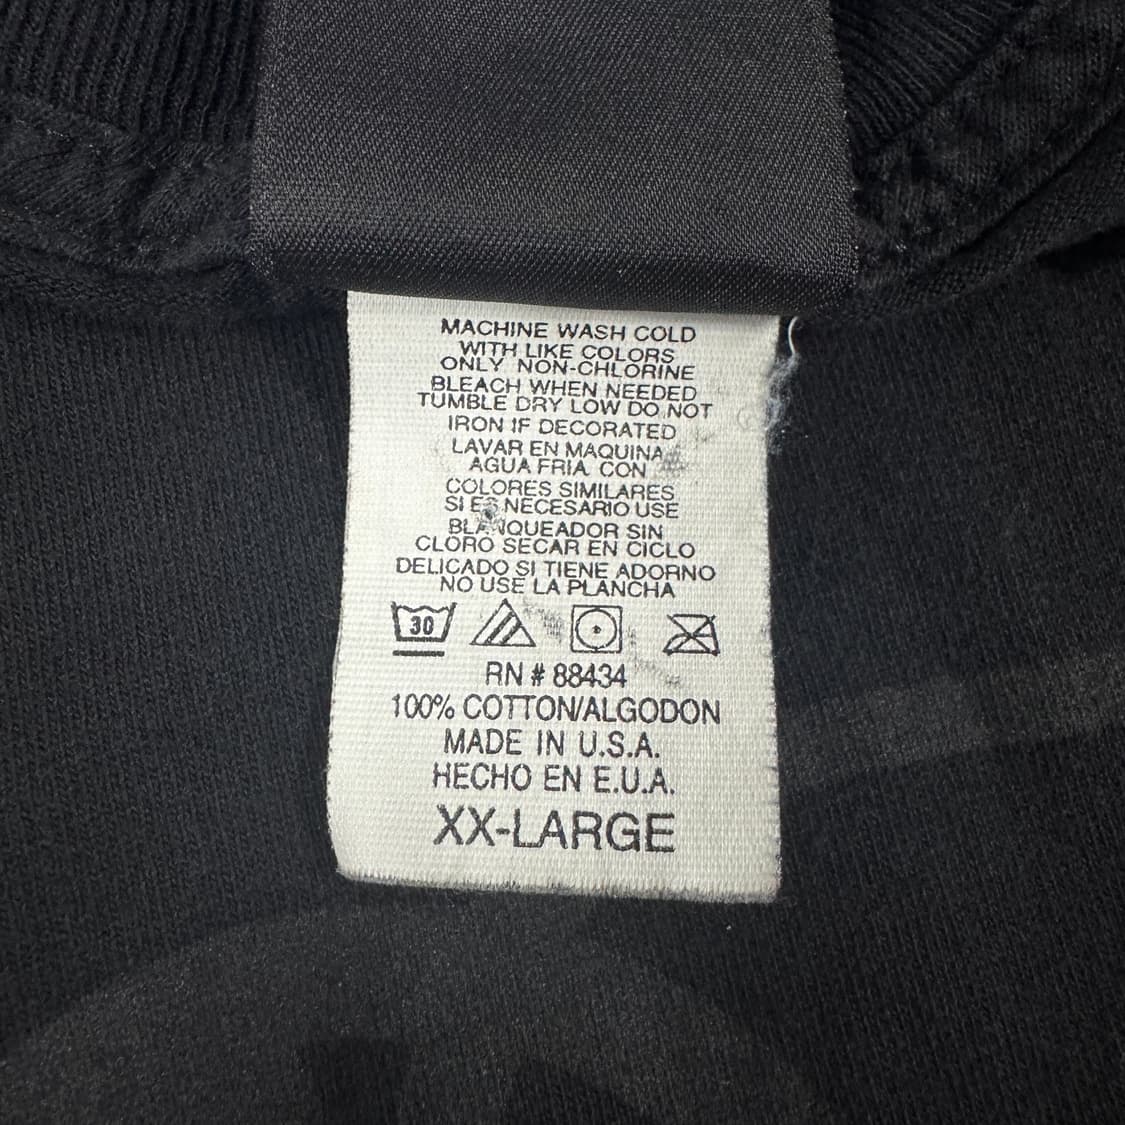 MACHINE WASH COLD
WITH LIKE COLORS
ONLY NON-CHLORINE
BLEACH WHEN NEEDED
TUMBLE DRY LOW DO NOT
IRON IF DECORATED
LAVAR EN MAQUINA
AGUA FRIA CON
COLORES SIMILARES
SI ES NECESARIO USE
BLANQUEADOR SIN
CLORO SECAR EN CICLO
DELICADO SI TIENE ADORNO
NO USE LA PLANCHA
30
RN # 88434
100% COTTON/ALGODON
MADE IN U.S.A.
HECHO EN E.U.A.
XX-LARGE